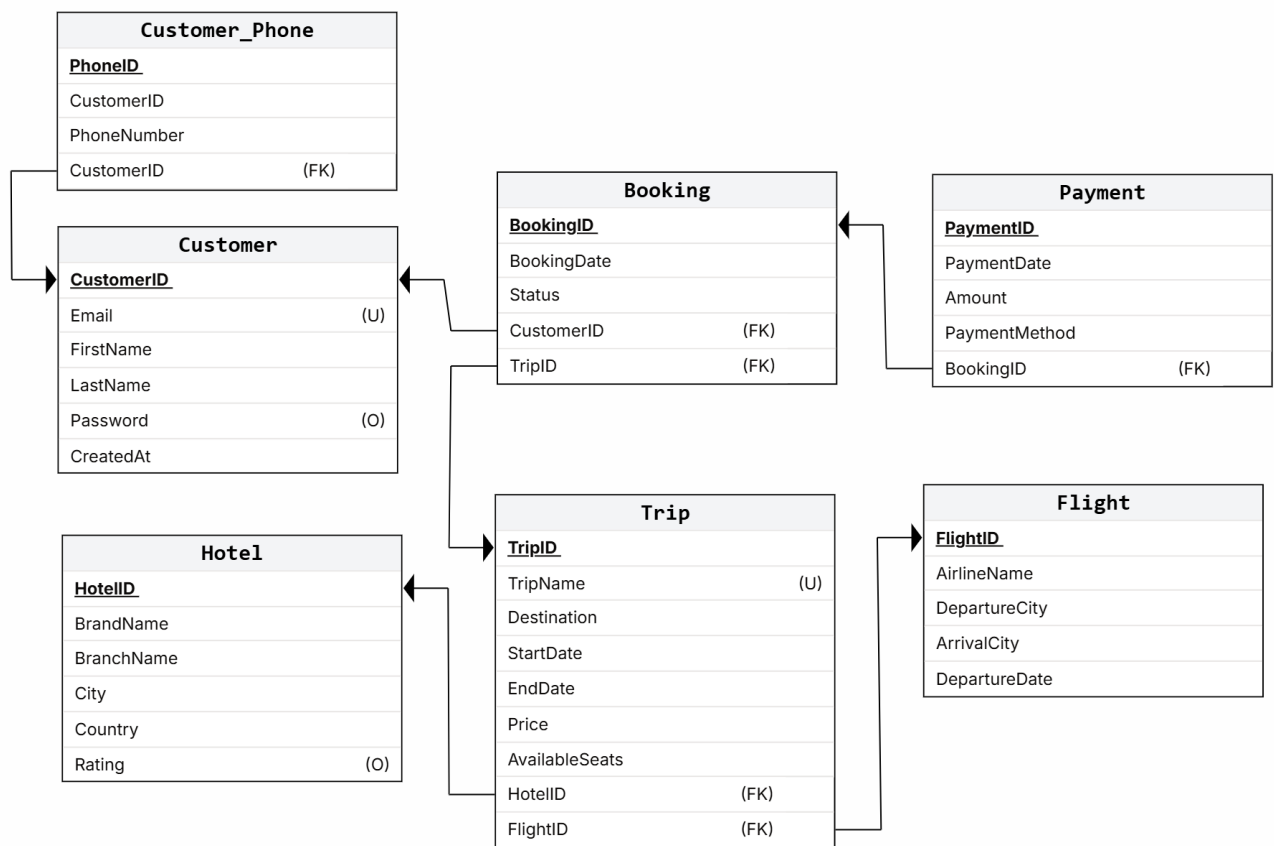 Customer_Phone
PhoneID
CustomerID
PhoneNumber
CustomerID (FK)
Customer
CustomerID
Email (U)
FirstName
LastName
Password (O)
CreatedAt
Booking
BookingID
BookingDate
Status
CustomerID (FK)
TripID (FK)
Payment
PaymentID
PaymentDate
Amount
PaymentMethod
BookingID (FK)
Hotel
HotelID
BrandName
BranchName
City
Country
Rating (O)
Trip
TripID
TripName (U)
Destination
StartDate
EndDate
Price
AvailableSeats
HotelID (FK)
FlightID (FK)
Flight
FlightID
AirlineName
DepartureCity
ArrivalCity
DepartureDate